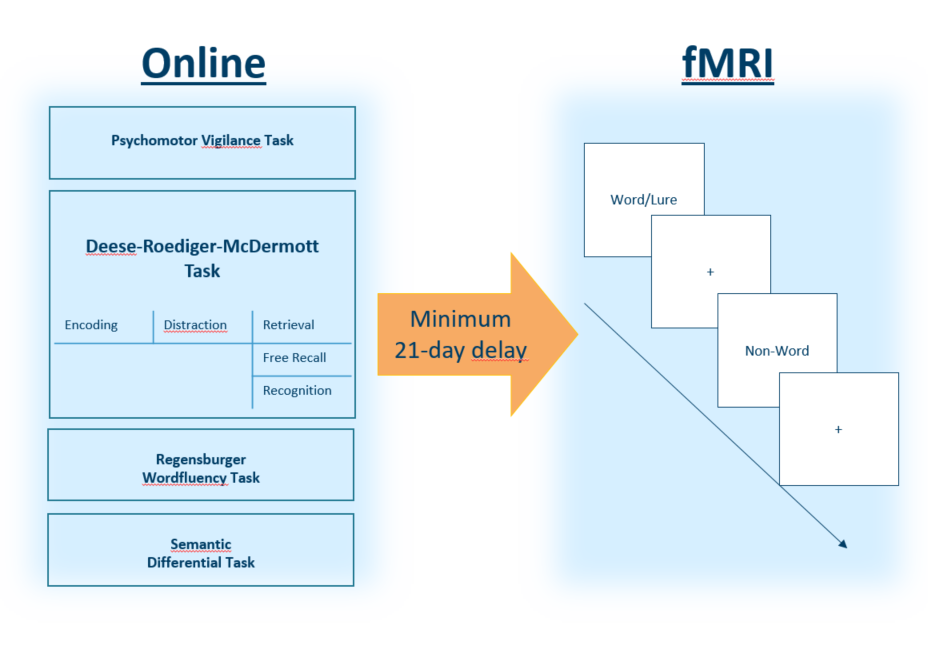 Online
Psychomotor Vigilance Task
Deese-Roediger-McDermott
Task
Encoding
Distraction
Retrieval
Free Recall
Recognition
Regensburger
Wordfluency Task
Semantic
Differential Task
Minimum
21-day delay
fMRI
Word/Lure
+
Non-Word
+